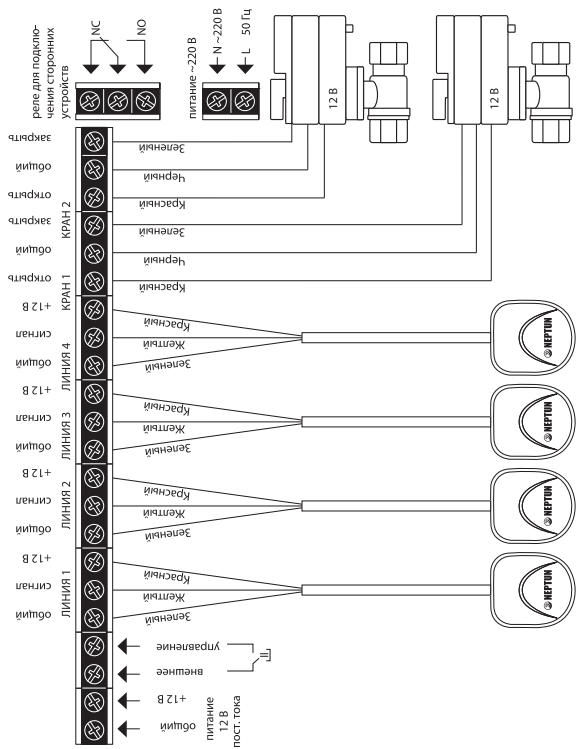 реле для подклю-
чения сторонних
устройств
NC
NO
питание ~220 В
N ~220 В
L 50 Гц
12 В
12 В
закрыть
общий
открыть
КРАН 2
Зеленый
Черный
Красный
закрыть
общий
открыть
КРАН 1
Зеленый
Черный
Красный
+12 В
сигнал
общий
ЛИНИЯ 4
Красный
Желтый
Зеленый
NEPTUN
+12 В
сигнал
общий
ЛИНИЯ 3
Красный
Желтый
Зеленый
NEPTUN
+12 В
сигнал
общий
ЛИНИЯ 2
Красный
Желтый
Зеленый
NEPTUN
+12 В
сигнал
общий
ЛИНИЯ 1
Красный
Желтый
Зеленый
NEPTUN
управление
внешнее
+12 В
общий
питание
12 В
пост. тока